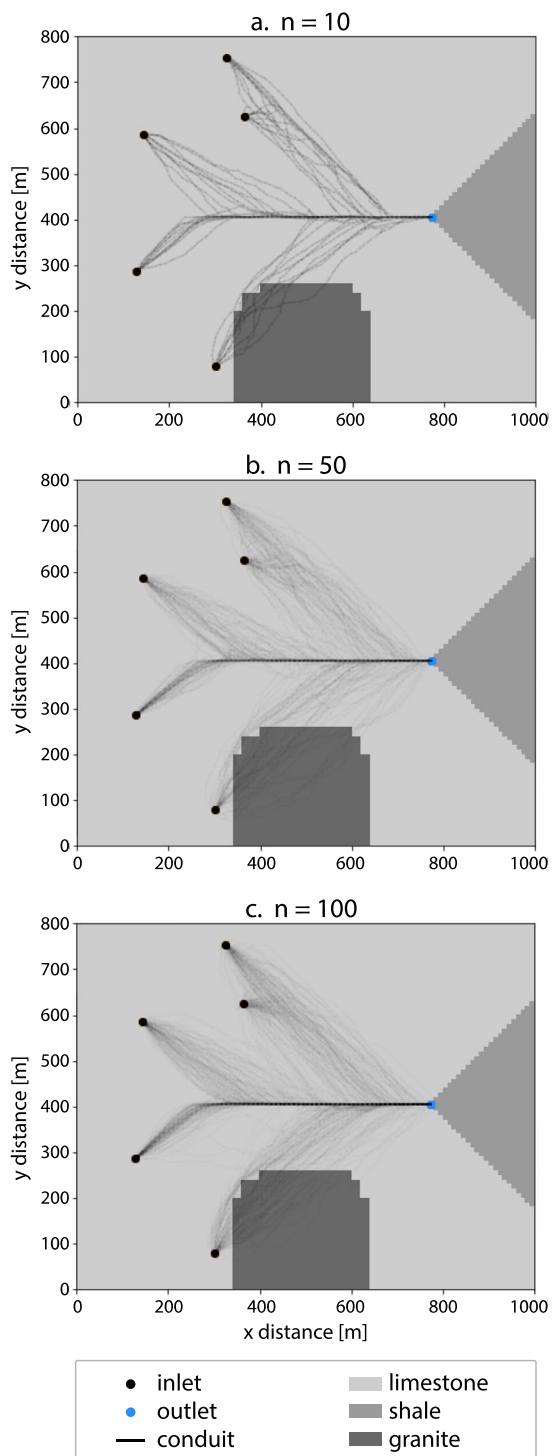 a. n = 10
800
700
600
500
400
300
200
100
0
y distance [m]
0 200 400 600 800 1000
b. n = 50
800
700
600
500
400
300
200
100
0
y distance [m]
0 200 400 600 800 1000
c. n = 100
800
700
600
500
400
300
200
100
0
y distance [m]
0 200 400 600 800 1000
x distance [m]
inlet limestone
outlet shale
conduit granite